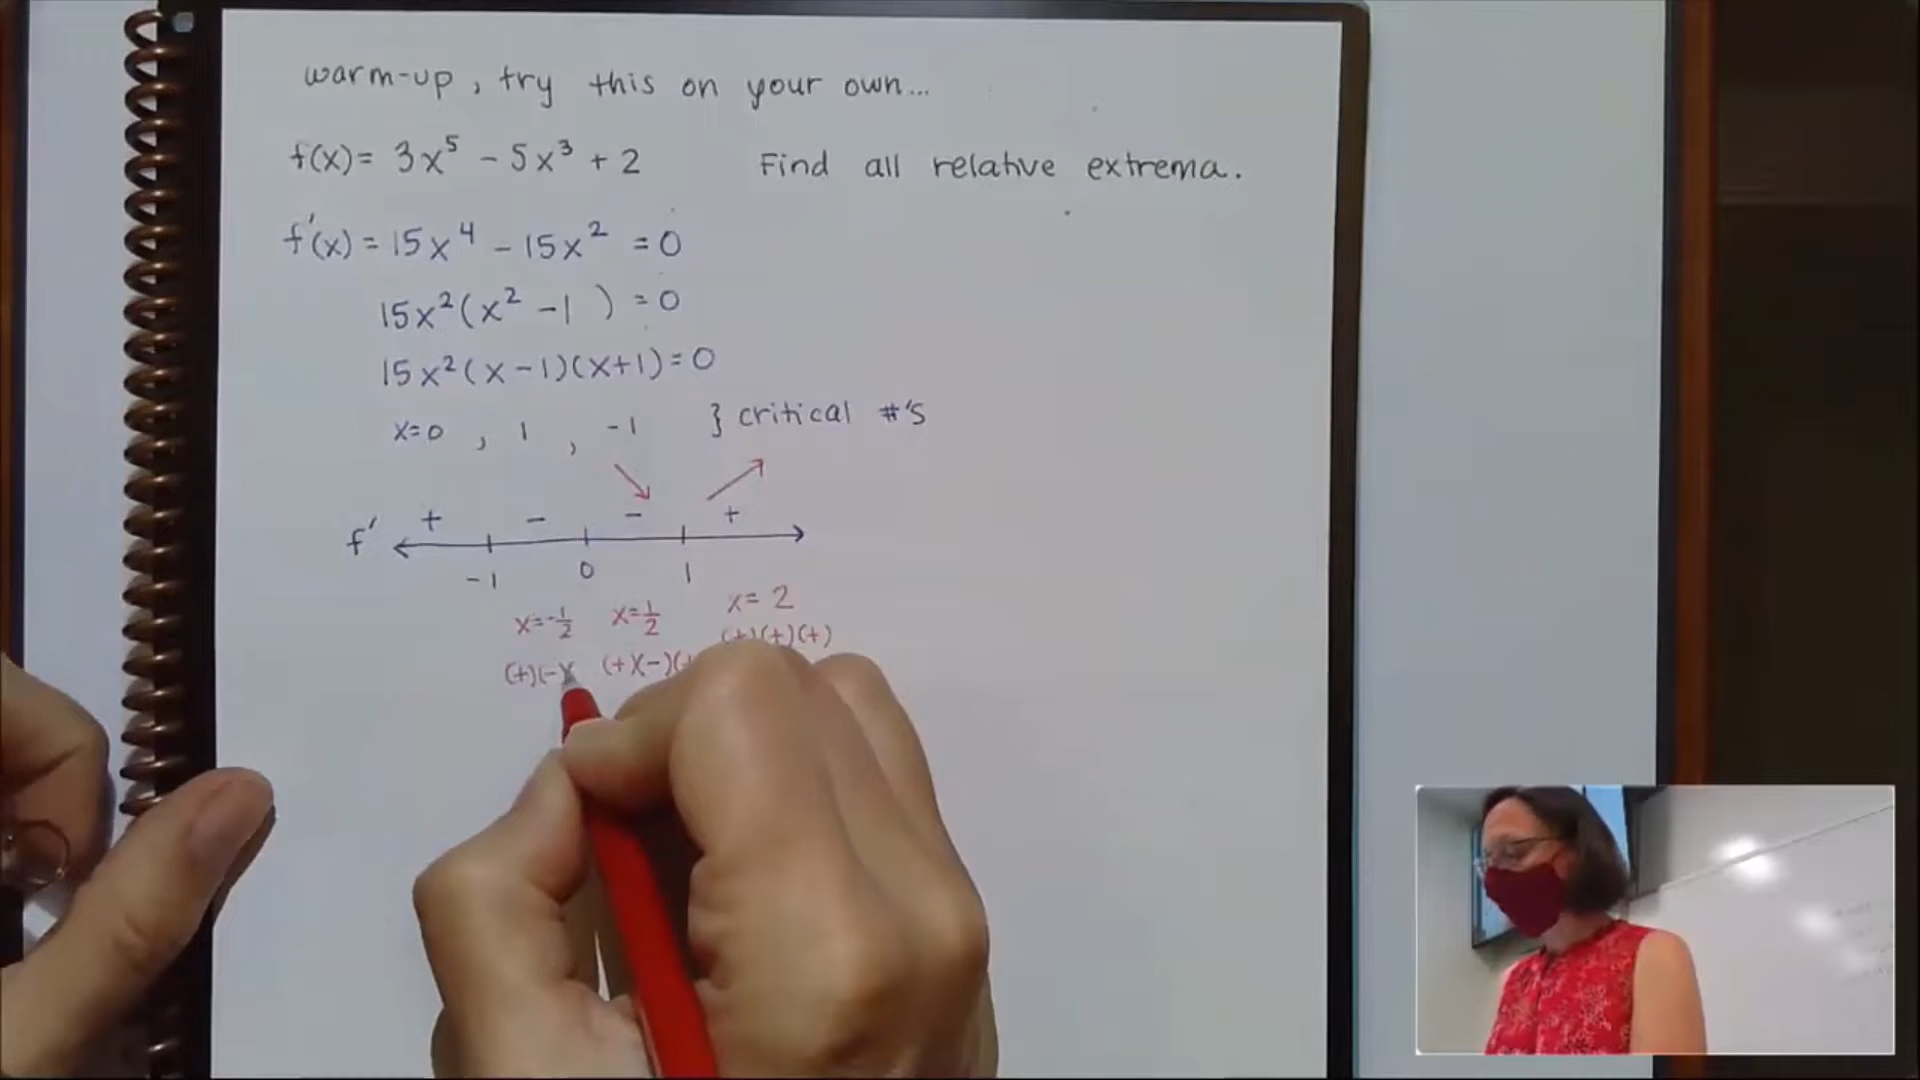 warm-up, try this on your own...
f(x) = 3x⁵ - 5x³ + 2 Find all relative extrema.
f'(x) = 15x⁴ - 15x² = 0
15x²(x² - 1 ) = 0
15x²(x-1)(x+1) = 0
x=0 , 1 , -1 } critical #'s
+ - - +
f'
-1 0 1
x=-1/2 x=1/2 x= 2
(+)(+)(+)
(+)(-)( (+)(-)(